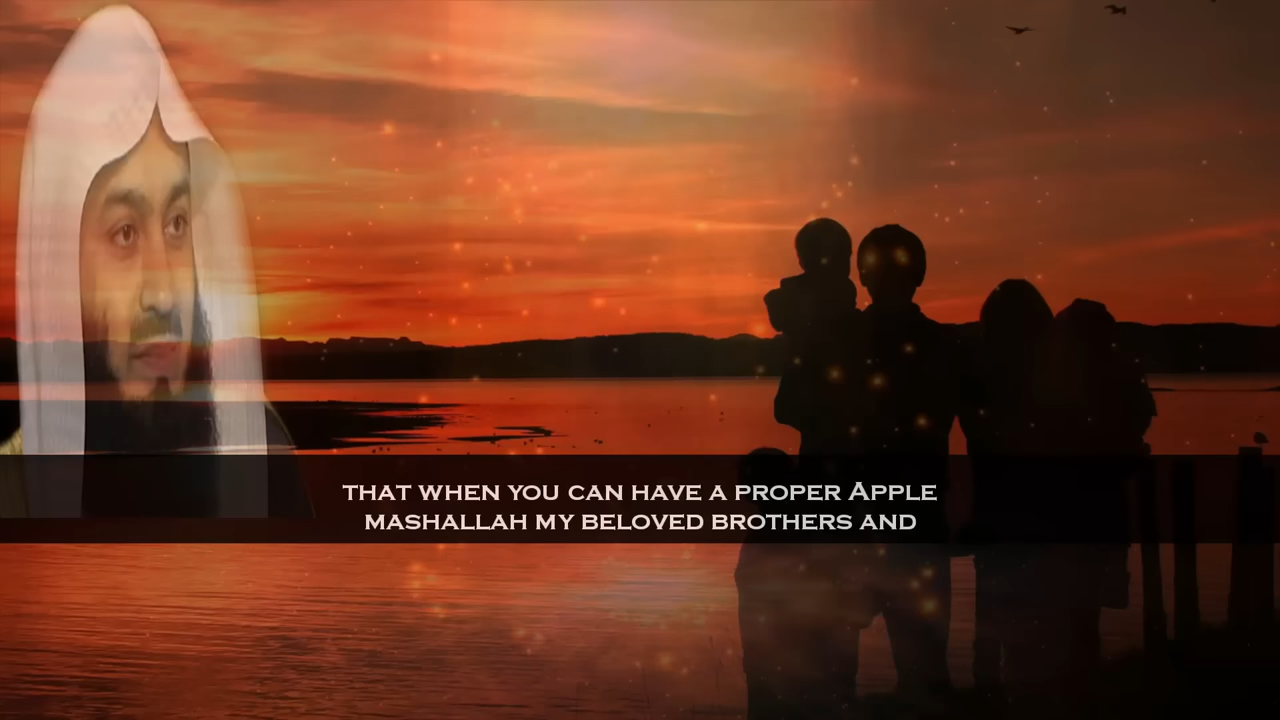 THAT WHEN YOU CAN HAVE A PROPER APPLE
MASHALLAH MY BELOVED BROTHERS AND